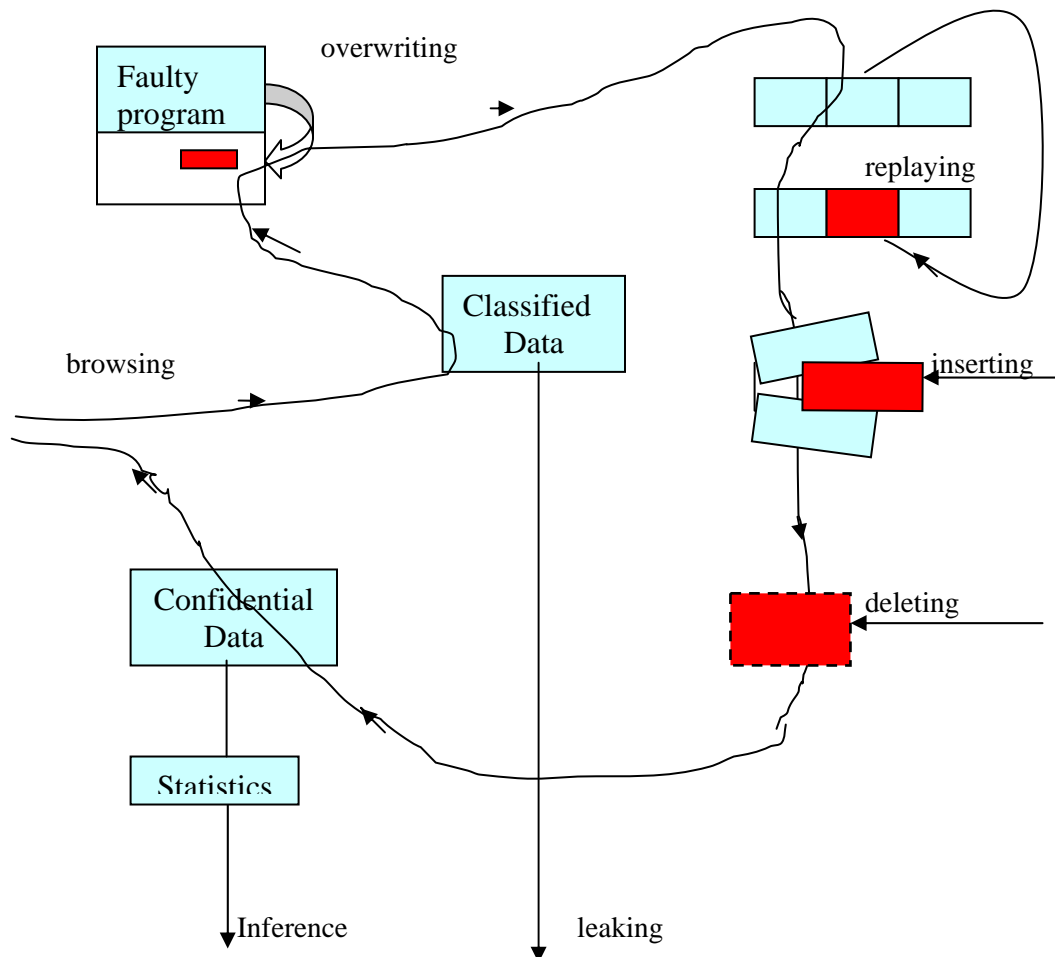 overwriting
Faulty
program
replaying
Classified
Data
browsing
inserting
Confidential
Data
deleting
Statistics
Inference
leaking